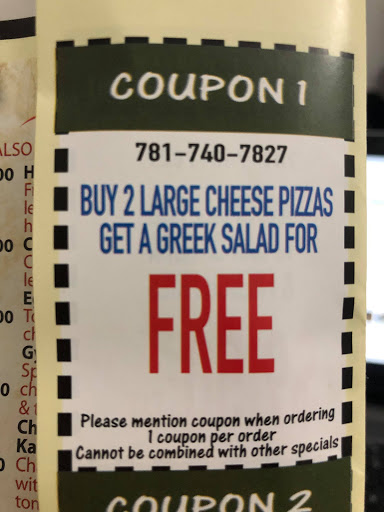 COUPON 1
781-740-7827
BUY 2 LARGE CHEESE PIZZAS
GET A GREEK SALAD FOR
FREE
Please mention coupon when ordering
1 coupon per order
Cannot be combined with other specials
COUPON 2